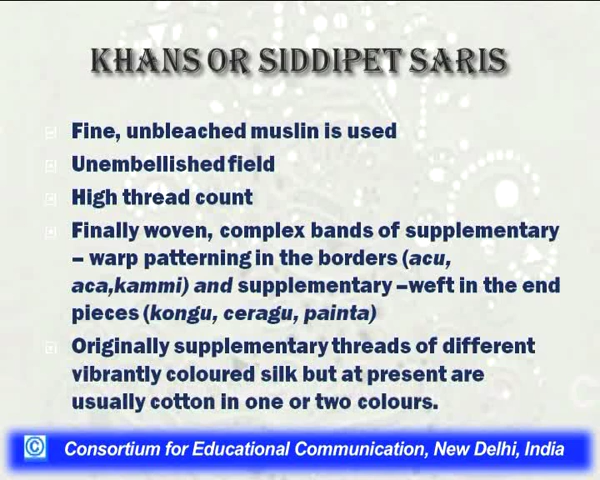 KHANS OR SIDDIPET SARIS
Fine, unbleached muslin is used
Unembellished field
High thread count
Finally woven, complex bands of supplementary
– warp patterning in the borders (acu,
aca,kammi) and supplementary –weft in the end
pieces (kongu, ceragu, painta)
Originally supplementary threads of different
vibrantly coloured silk but at present are
usually cotton in one or two colours.
© Consortium for Educational Communication, New Delhi, India